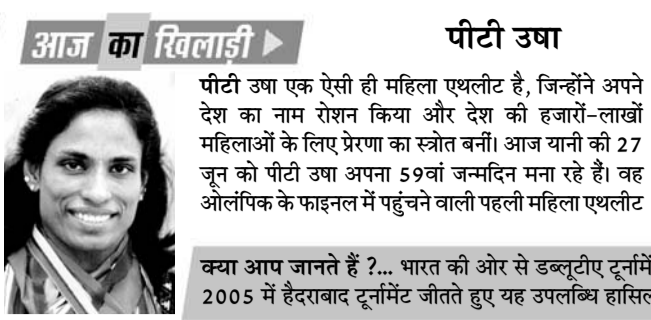 आज का खिलाड़ी
पीटी उषा
पीटी उषा एक ऐसी ही महिला एथलीट है, जिन्होंने अपने
देश का नाम रोशन किया और देश की हजारों-लाखों
महिलाओं के लिए प्रेरणा का स्त्रोत बनीं। आज यानी की 27
जून को पीटी उषा अपना 59वां जन्मदिन मना रहे हैं। वह
ओलंपिक के फाइनल में पहुंचने वाली पहली महिला एथलीट
क्या आप जानते हैं ?... भारत की ओर से डब्लूटीए टूर्नामें
2005 में हैदराबाद टूर्नामेंट जीतते हुए यह उपलब्धि हासिल